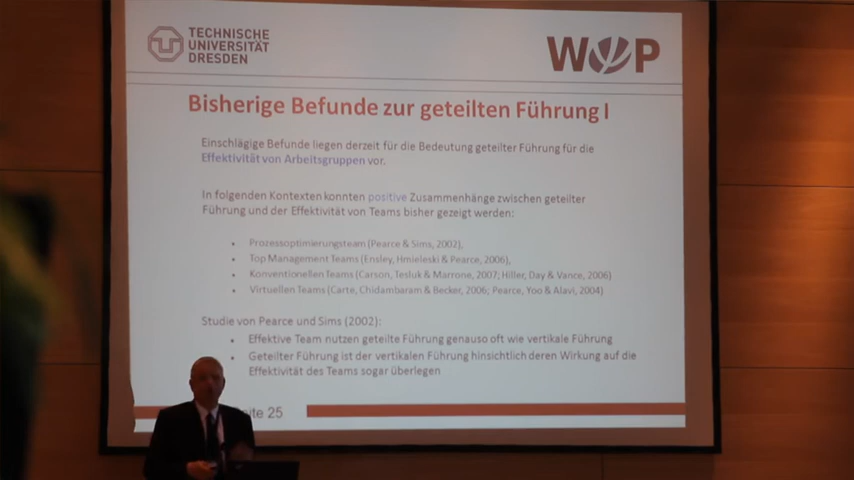 TECHNISCHE
UNIVERSITÄT
DRESDEN
WOP
Bisherige Befunde zur geteilten Führung I
Einschlägige Befunde liegen derzeit für die Bedeutung geteilter Führung für die
Effektivität von Arbeitsgruppen vor.
In folgenden Kontexten konnten positive Zusammenhänge zwischen geteilter
Führung und der Effektivität von Teams bisher gezeigt werden:
• Prozessoptimierungsteam (Pearce & Sims, 2002),
• Top Management Teams (Ensley, Hmieleski & Pearce, 2006),
• Konventionellen Teams (Carson, Tesluk & Marrone, 2007; Hiller, Day & Vance, 2006)
• Virtuellen Teams (Carte, Chidambaram & Becker, 2006; Pearce, Yoo & Alavi, 2004)
Studie von Pearce und Sims (2002):
• Effektive Team nutzen geteilte Führung genauso oft wie vertikale Führung
• Geteilter Führung ist der vertikalen Führung hinsichtlich deren Wirkung auf die
Effektivität des Teams sogar überlegen
eite 25